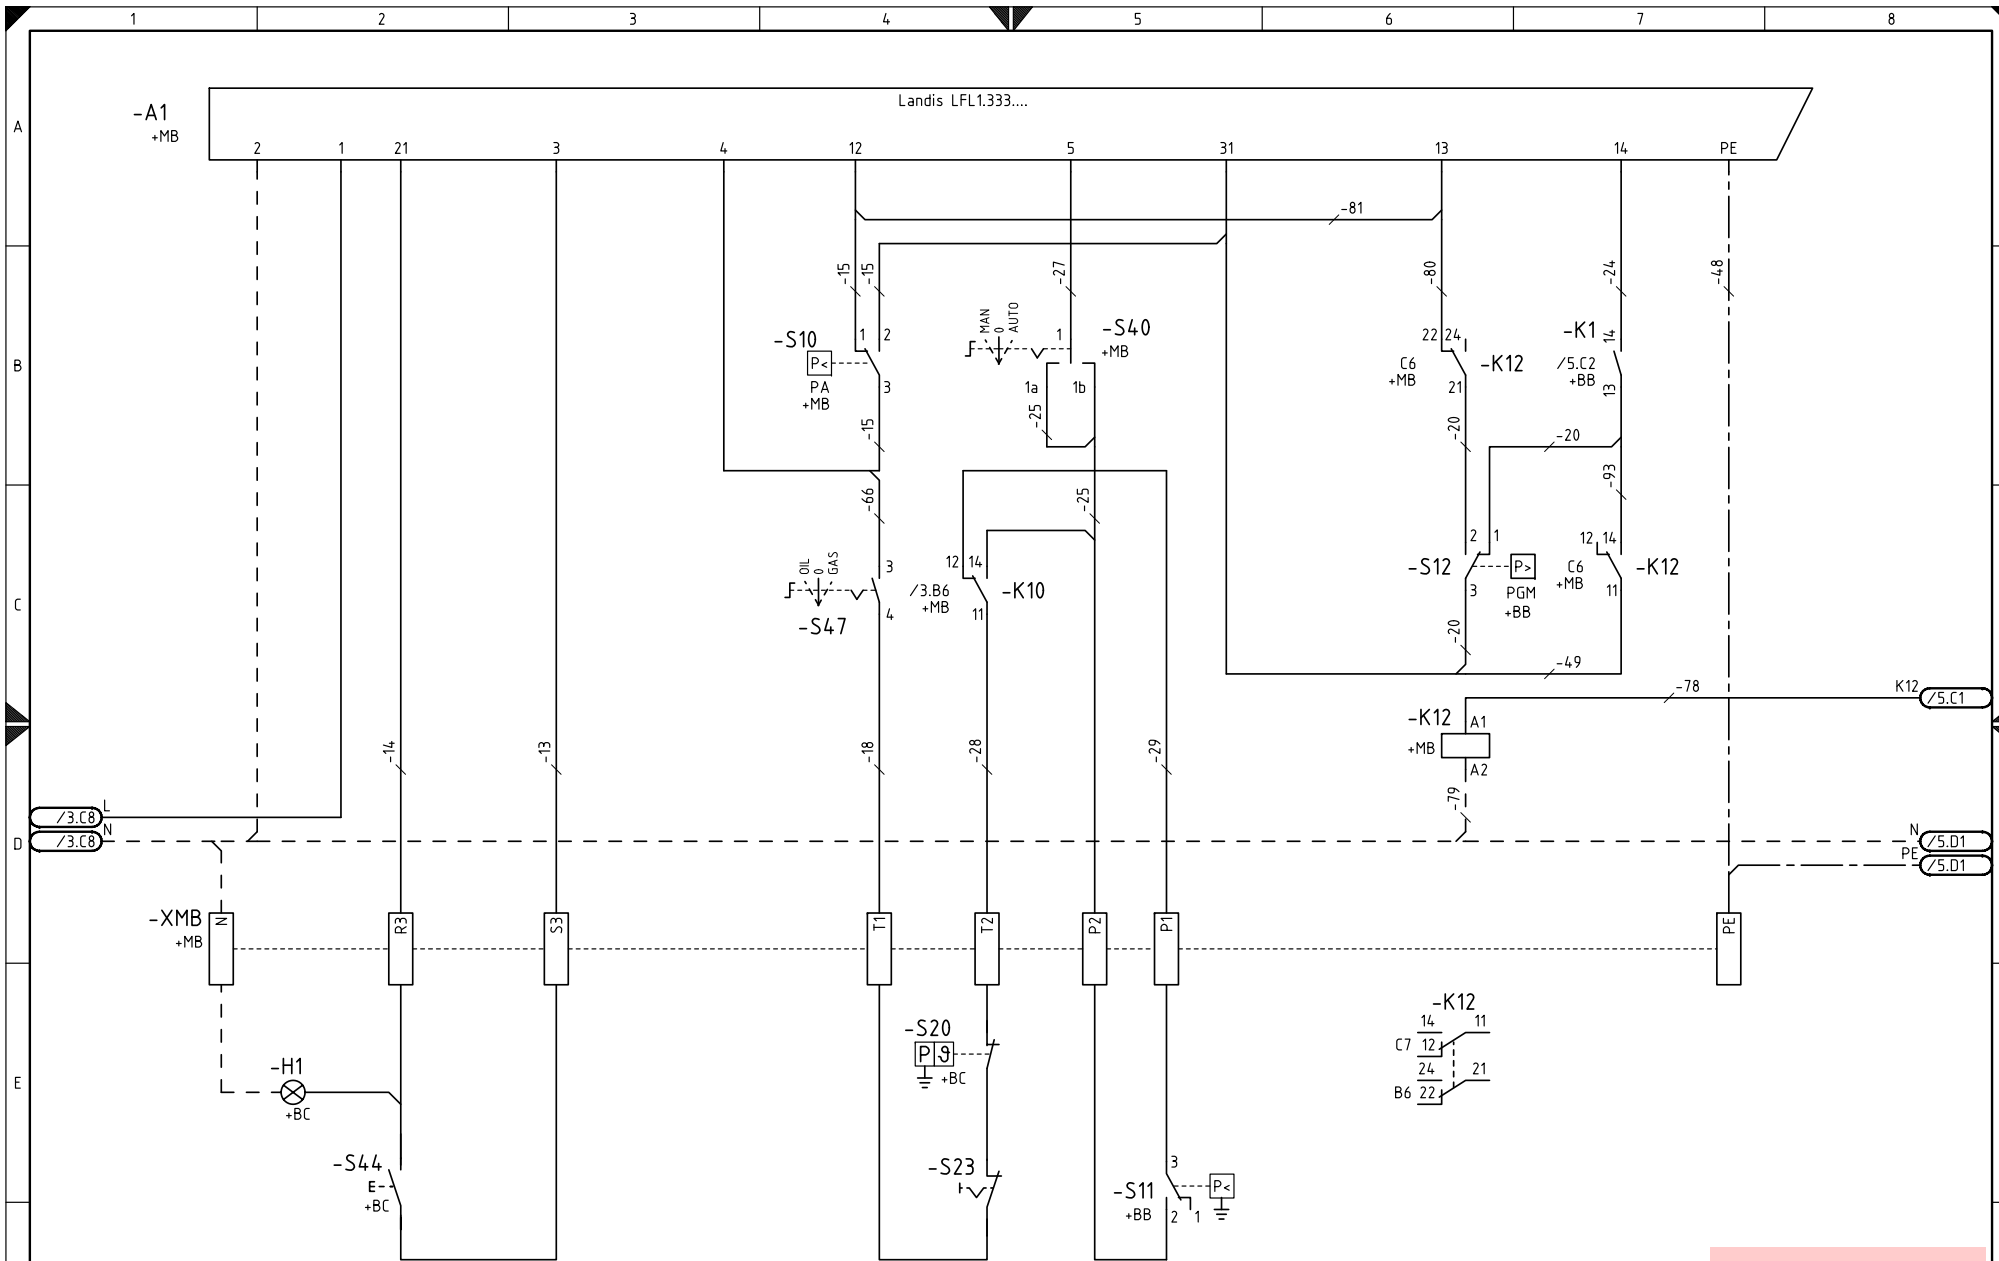 1 2 3 4 5 6 7 8
A
-A1
+MB
Landis LFL1.333....
2 1 21 3 4 12 5 31 13 14 PE
-81
B
-15 -15 -27 -80 -24 -48
-S10
P<
PA
+MB
1 2
3
MAN
0
AUTO
1
-S40
+MB
1a 1b
-25
22 24
C6
+MB
-K12
21
-K1
14
/5.C2
+BB
13
-15
-20
-20
-93
C
-66
-25
OIL
0
GAS
3
-S47
4
12 14
/3.B6
+MB
-K10
11
2 1
-S12
P>
3
PGM
+BB
12 14
C6
+MB
-K12
11
-20
-49
-78
K12
/5.C1
-K12
+MB
A1
A2
-79
-14 -13 -18 -28 -29
D
L
/3.C8
N
/3.C8
N
/5.D1
PE
/5.D1
-XMB
+MB
N R3 S3 T1 T2 P2 P1 PE
E
-H1
+BC
-S20
P ϑ
+BC
-K12
14 11
C7 12
24 21
B6 22
-S44
E
+BC
-S23
3
-S11
+BB
P<
2 1